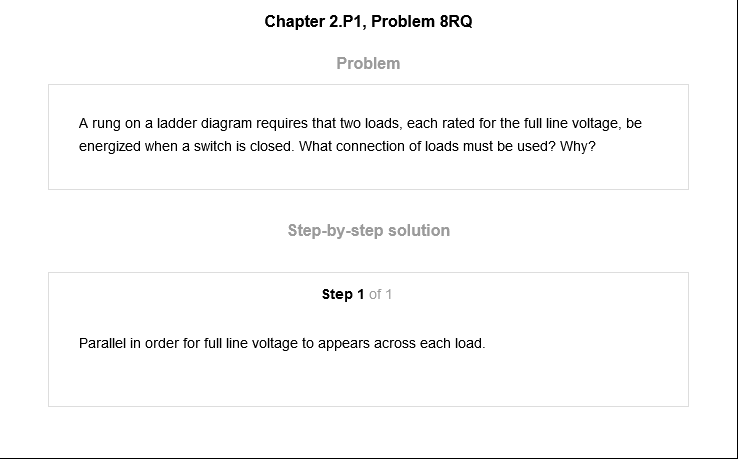 Chapter 2.P1, Problem 8RQ
Problem
A rung on a ladder diagram requires that two loads, each rated for the full line voltage, be
energized when a switch is closed. What connection of loads must be used? Why?
Step-by-step solution
Step 1 of 1
Parallel in order for full line voltage to appears across each load.